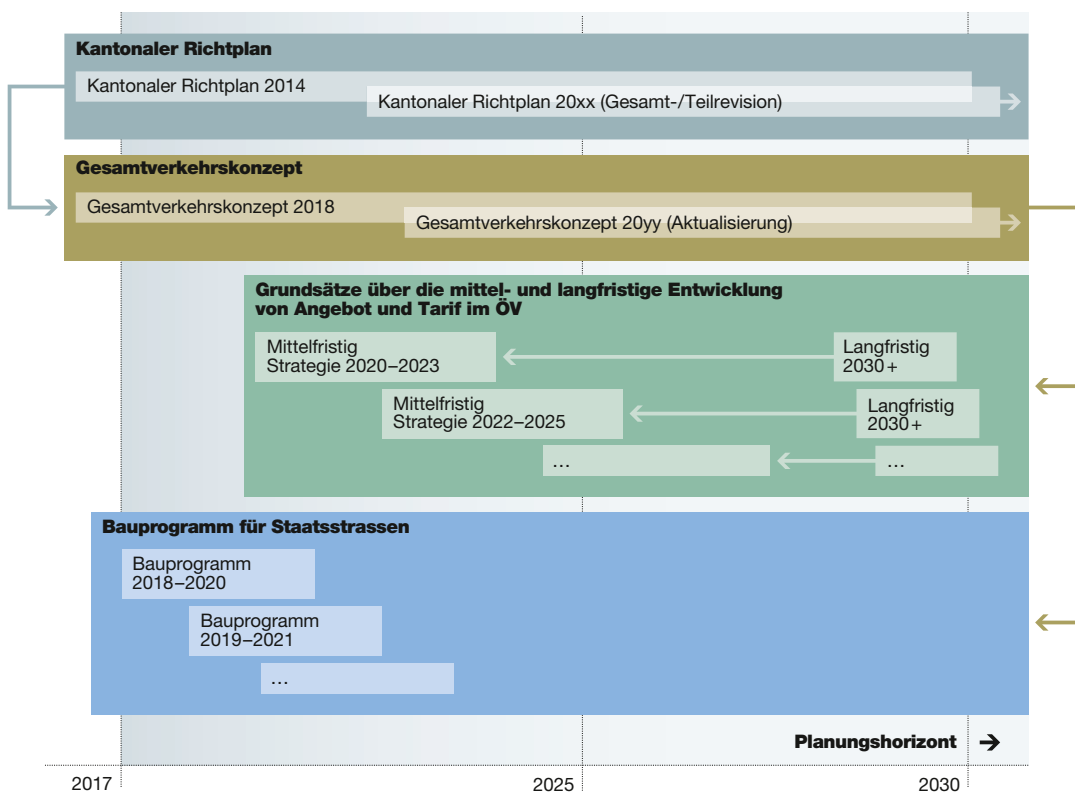 Kantonaler Richtplan
Kantonaler Richtplan 2014
Kantonaler Richtplan 20xx (Gesamt-/Teilrevision)
Gesamtverkehrskonzept
Gesamtverkehrskonzept 2018
Gesamtverkehrskonzept 20yy (Aktualisierung)
Grundsätze über die mittel- und langfristige Entwicklung
von Angebot und Tarif im ÖV
Mittelfristig
Strategie 2020–2023
Langfristig
2030+
Mittelfristig
Strategie 2022–2025
Langfristig
2030+
...
...
Bauprogramm für Staatsstrassen
Bauprogramm
2018–2020
Bauprogramm
2019–2021
...
Planungshorizont
2017
2025
2030